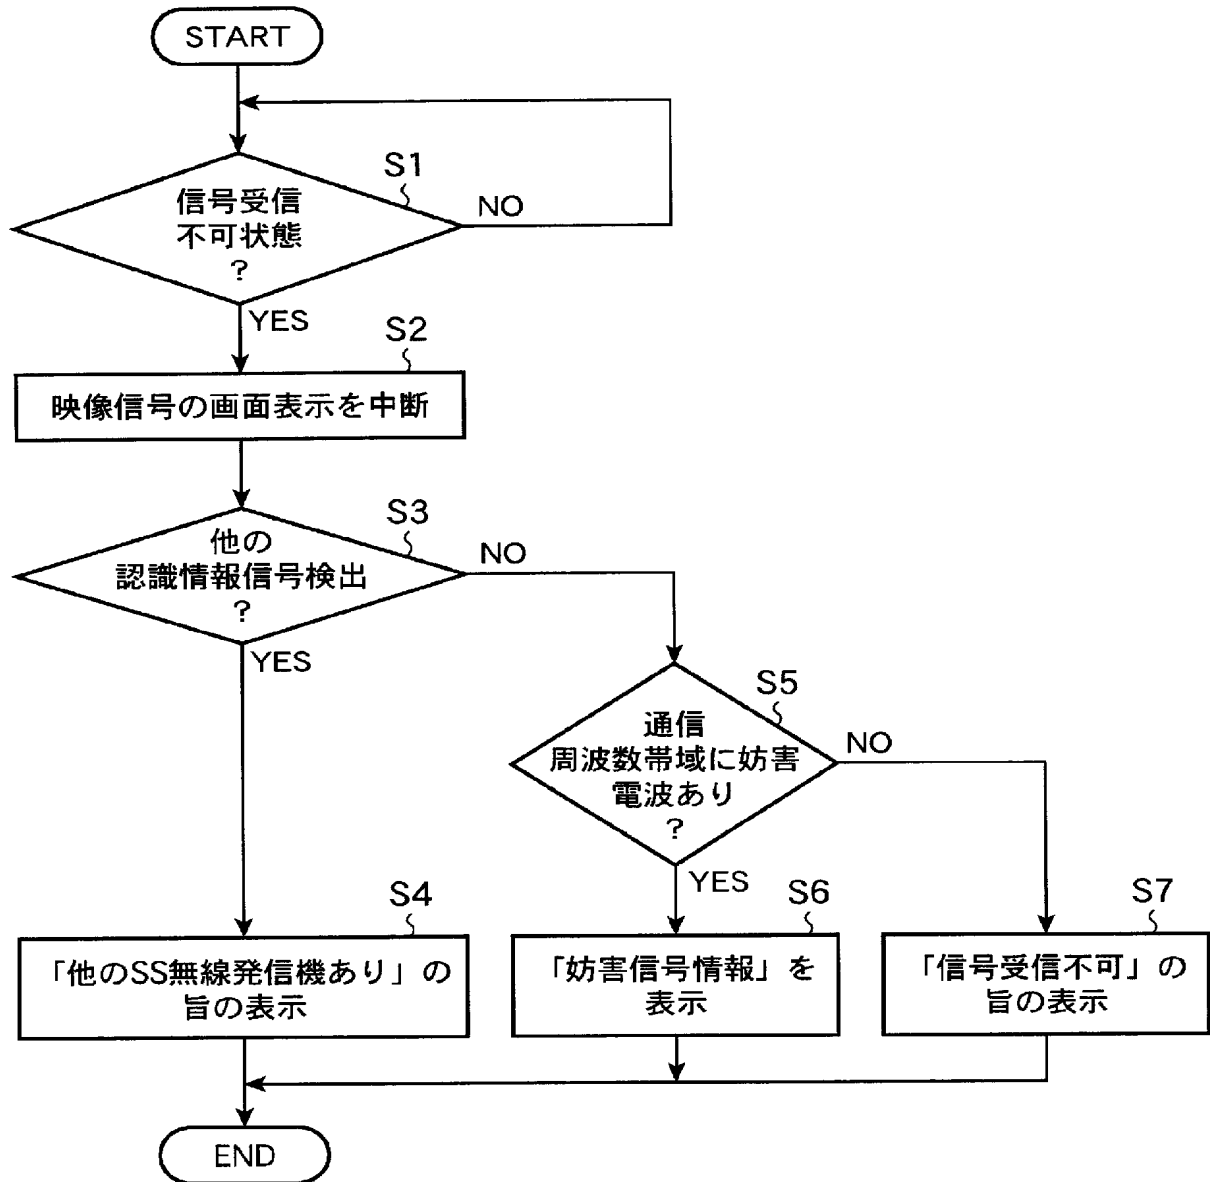 START
S1
信号受信
不可状態
?
NO
YES
S2
映像信号の画面表示を中断
S3
他の
認識情報信号検出
?
NO
YES
S5
通信
周波数帯域に妨害
電波あり
?
NO
YES
S4
「他のSS無線発信機あり」の
旨の表示
S6
「妨害信号情報」を
表示
S7
「信号受信不可」の
旨の表示
END